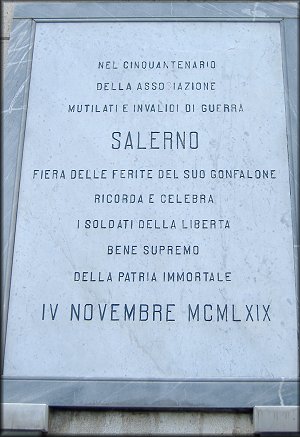 NEL CINQUANTENARIO
DELLA ASSOCIAZIONE
MUTILATI E INVALIDI DI GUERRA
SALERNO
FIERA DELLE FERITE DEL SUO GONFALONE
RICORDA E CELEBRA
I SOLDATI DELLA LIBERTA
BENE SUPREMO
DELLA PATRIA IMMORTALE
IV NOVEMBRE MCMLXIX